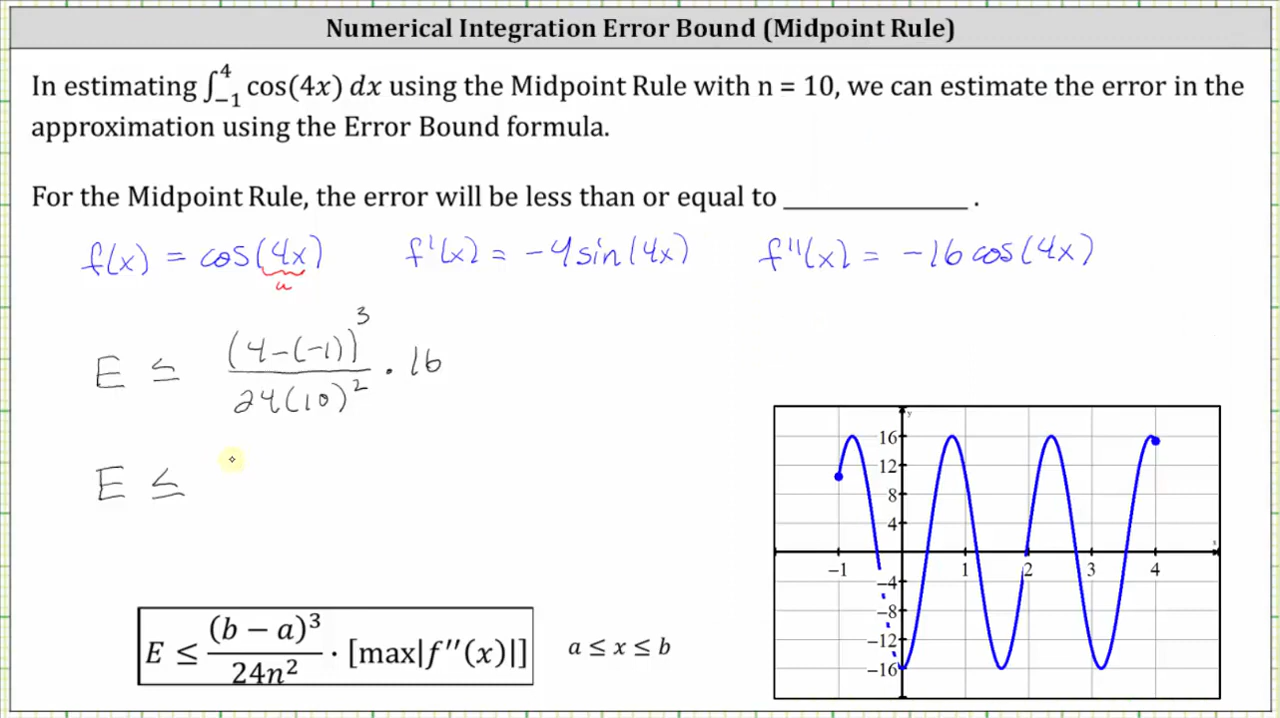 Numerical Integration Error Bound (Midpoint Rule)
In estimating ∫₋₁⁴ cos(4x) dx using the Midpoint Rule with n = 10, we can estimate the error in the
approximation using the Error Bound formula.
For the Midpoint Rule, the error will be less than or equal to ____________ .
f(x) = cos(4x) f'(x) = -4sin(4x) f''(x) = -16cos(4x)
u
E ≤ (4-(-1))³ / 24(10)² · 16
E ≤
E ≤ (b − a)³ / 24n² · [max|f''(x)|] a ≤ x ≤ b
y
16
12
8
4
−1 1 2 3 4 x
−4
−8
−12
−16